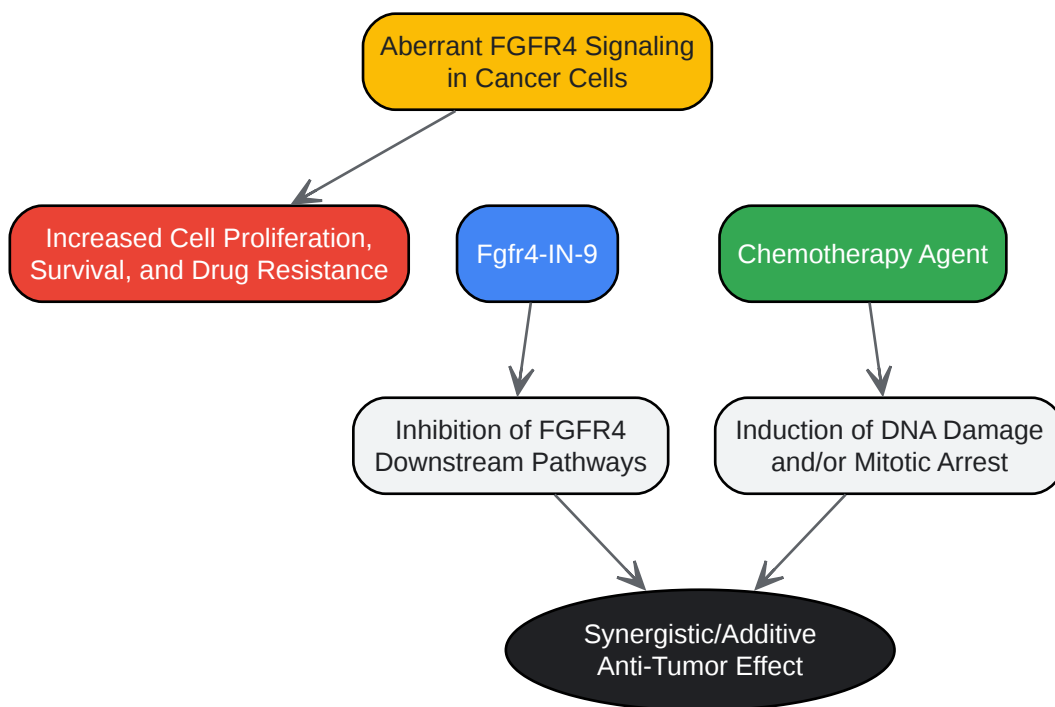 Aberrant FGFR4 Signaling
in Cancer Cells
Increased Cell Proliferation,
Survival, and Drug Resistance
Fgfr4-IN-9
Chemotherapy Agent
Inhibition of FGFR4
Downstream Pathways
Induction of DNA Damage
and/or Mitotic Arrest
Synergistic/Additive
Anti-Tumor Effect